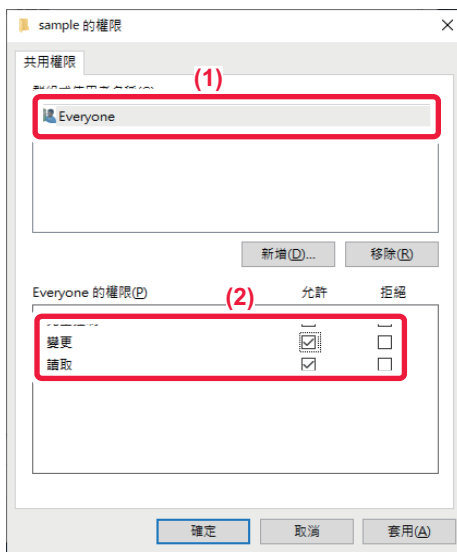 sample 的權限
共用權限
(1)
Everyone
新增(D)... 移除(R)
Everyone 的權限(P) (2) 允許 拒絕
變更
讀取
確定 取消 套用(A)